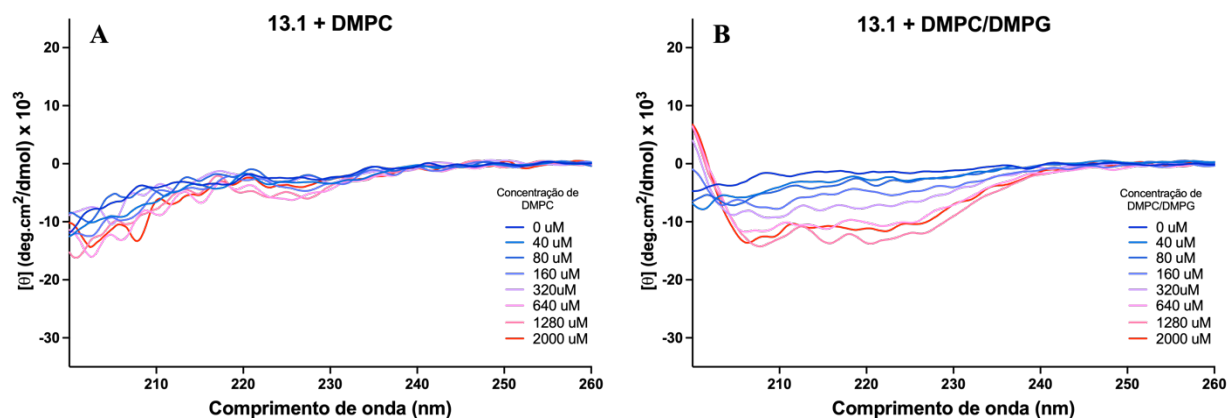 A
13.1 + DMPC
20
10
0
-10
-20
-30
[θ] (deg.cm²/dmol) x 10³
Concentração de
DMPC
0 uM
40 uM
80 uM
160 uM
320uM
640 uM
1280 uM
2000 uM
210
220
230
240
250
260
Comprimento de onda (nm)
B
13.1 + DMPC/DMPG
20
10
0
-10
-20
-30
[θ] (deg.cm²/dmol) x 10³
Concentração de
DMPC/DMPG
0 uM
40 uM
80 uM
160 uM
320uM
640 uM
1280 uM
2000 uM
210
220
230
240
250
260
Comprimento de onda (nm)